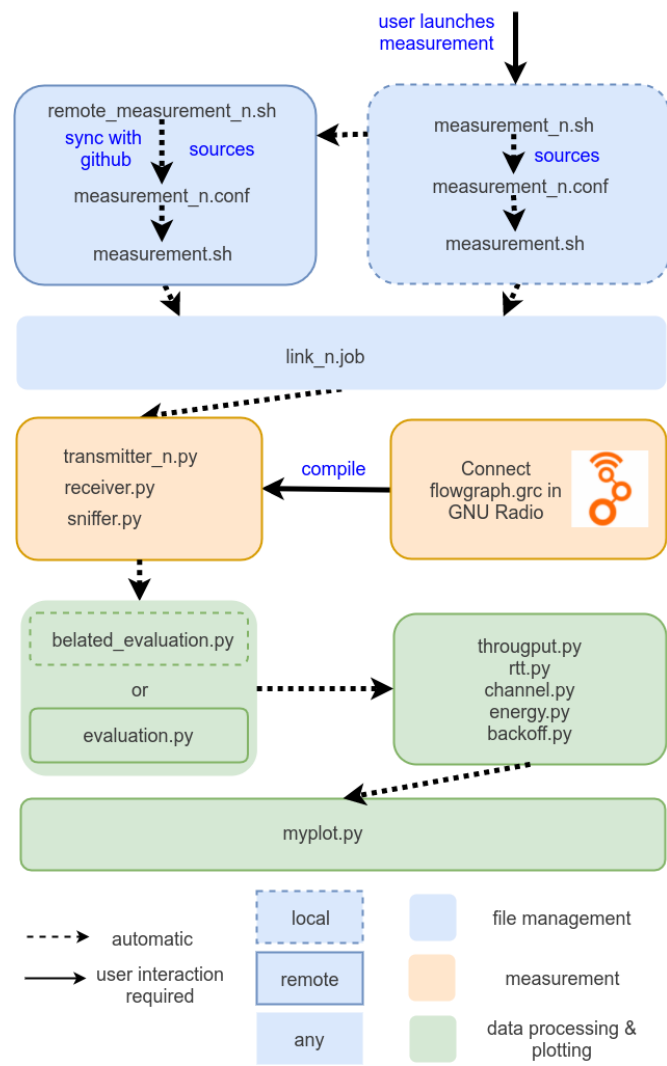 user launches
measurement
remote_measurement_n.sh
sync with
github
sources
measurement_n.conf
measurement.sh
measurement_n.sh
sources
measurement_n.conf
measurement.sh
link_n.job
transmitter_n.py
receiver.py
sniffer.py
compile
Connect
flowgraph.grc in
GNU Radio
belated_evaluation.py
or
evaluation.py
througput.py
rtt.py
channel.py
energy.py
backoff.py
myplot.py
automatic
user interaction
required
local
remote
any
file management
measurement
data processing &
plotting